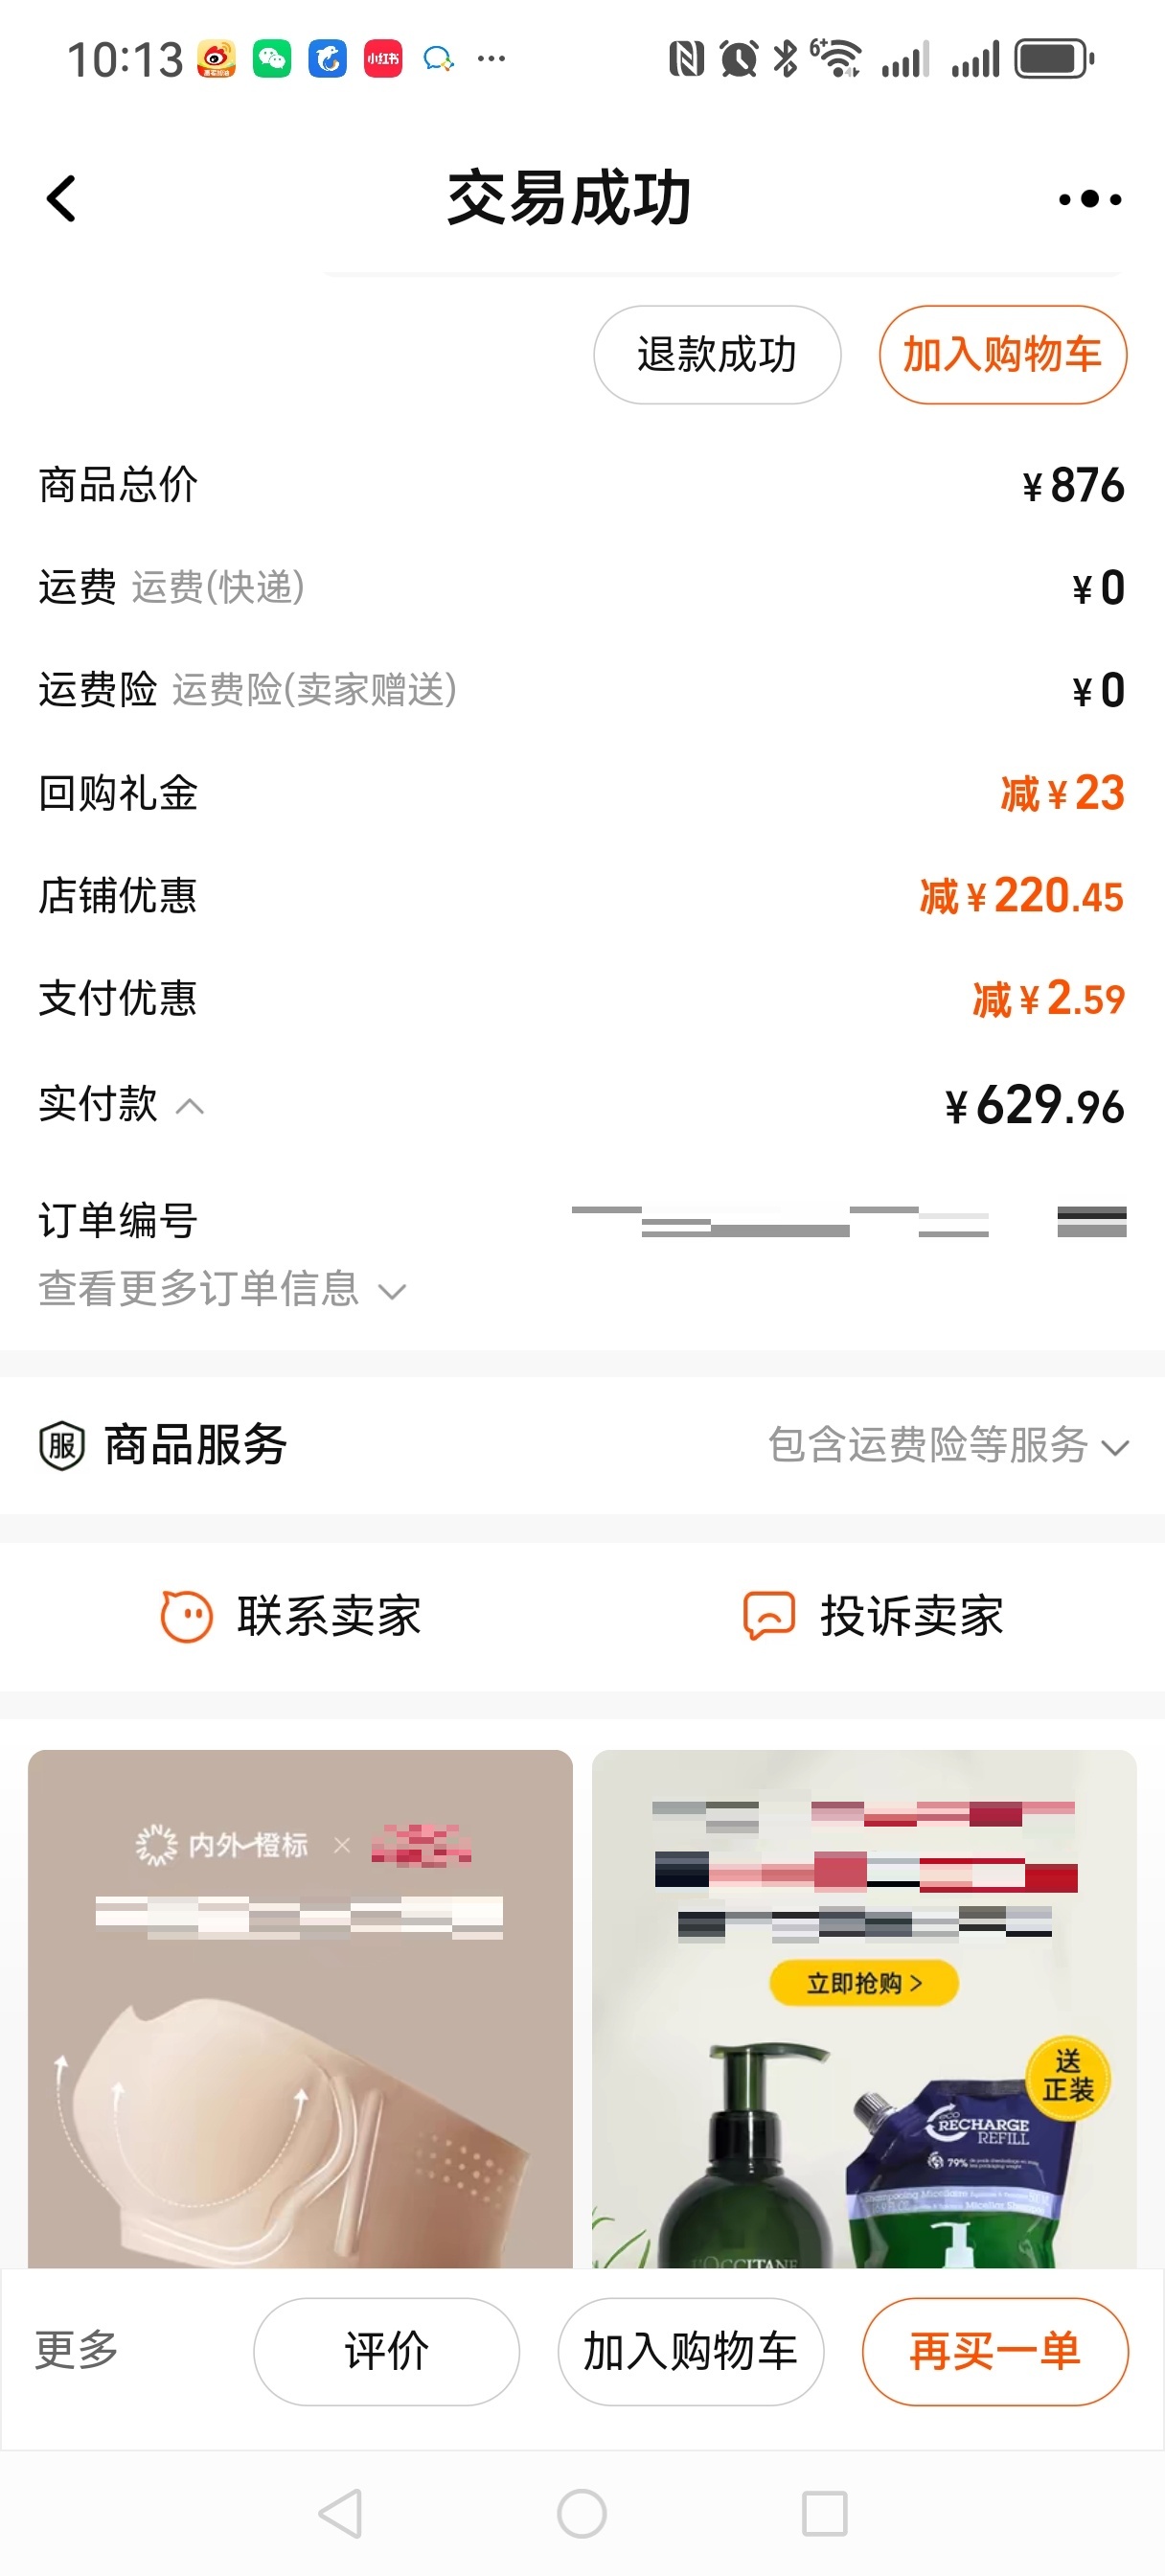 10:13
交易成功
退款成功
加入购物车
商品总价 ¥876
运费 运费(快递) ¥0
运费险 运费险(卖家赠送) ¥0
回购礼金 减¥23
店铺优惠 减¥220.45
支付优惠 减¥2.59
实付款 ¥629.96
订单编号
查看更多订单信息
服 商品服务 包含运费险等服务
联系卖家
投诉卖家
内外·橙标 ×
立即抢购 >
送
正装
eco
RECHARGE
REFILL
79%
Shampooing Micellaire
Micellar Shampoo
L'OCCITANE
更多
评价
加入购物车
再买一单